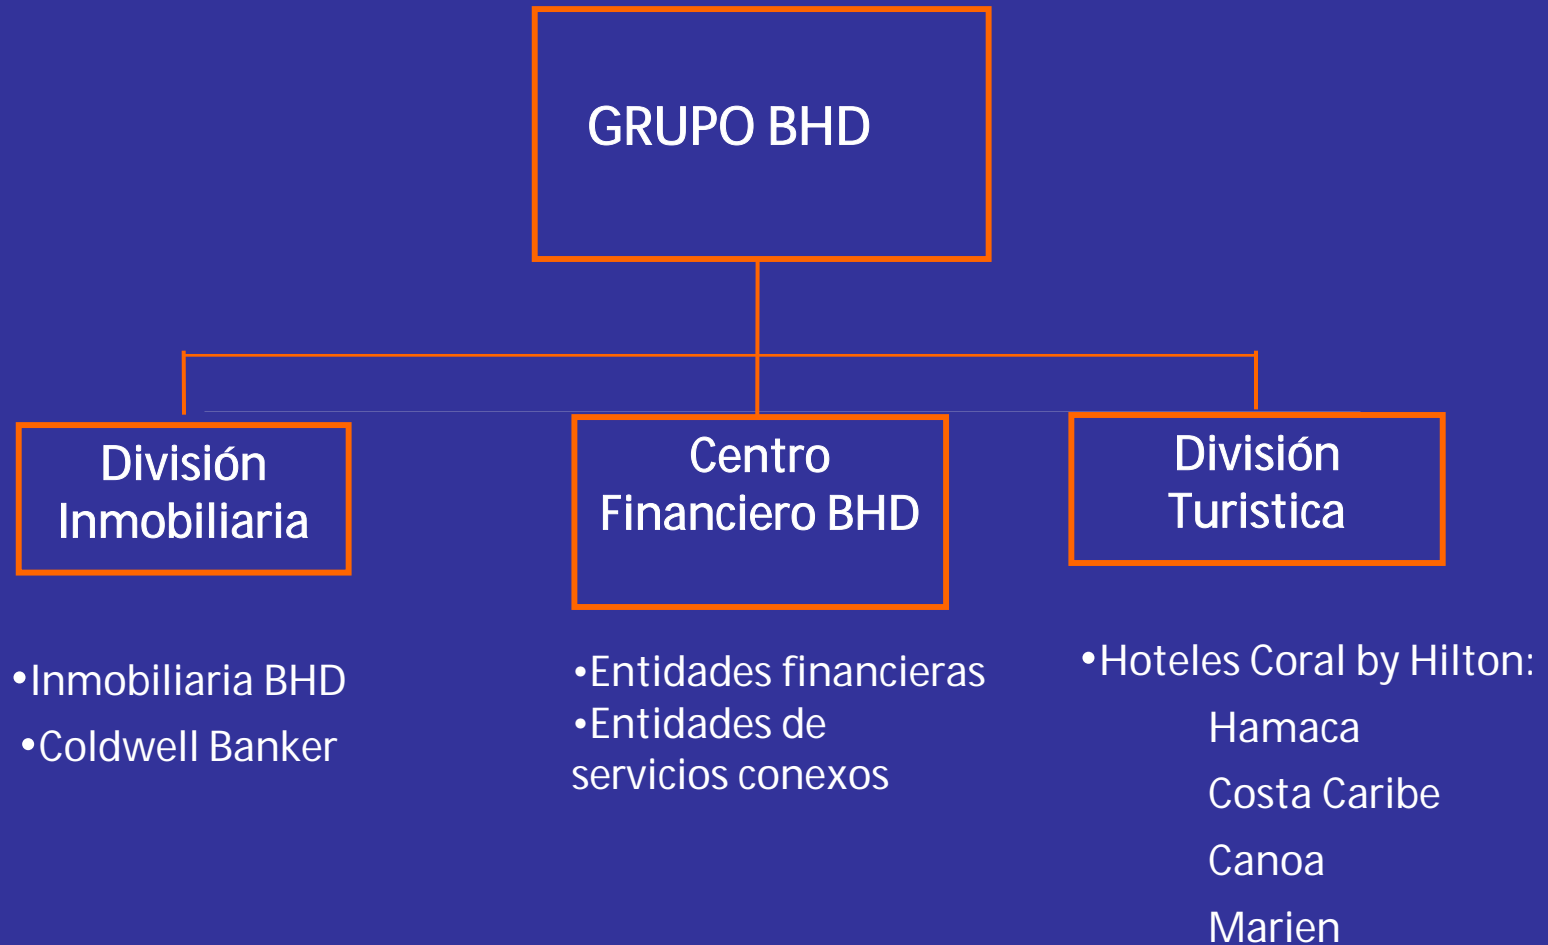 GRUPO BHD
División
Inmobiliaria
•Inmobiliaria BHD
•Coldwell Banker
Centro
Financiero BHD
•Entidades financieras
•Entidades de
servicios conexos
División
Turistica
•Hoteles Coral by Hilton:
Hamaca
Costa Caribe
Canoa
Marien